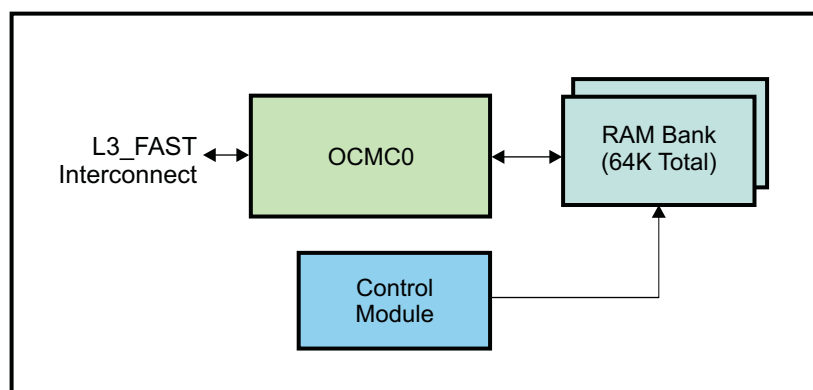 L3_FAST
Interconnect
OCMC0
RAM Bank
(64K Total)
Control
Module